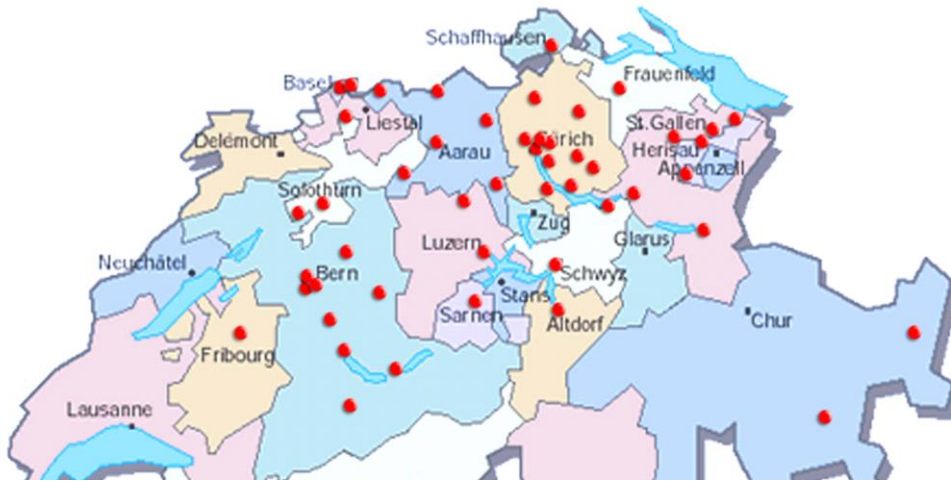 Schaffhausen
Frauenfeld
Basel
Liestal
St.Gallen
Delémont
Zürich
Herisau
Aarau
Appenzell
Solothurn
Zug
Luzern
Glarus
Neuchâtel
Bern
Schwyz
Stans
Sarnen
Altdorf
Chur
Fribourg
Lausanne